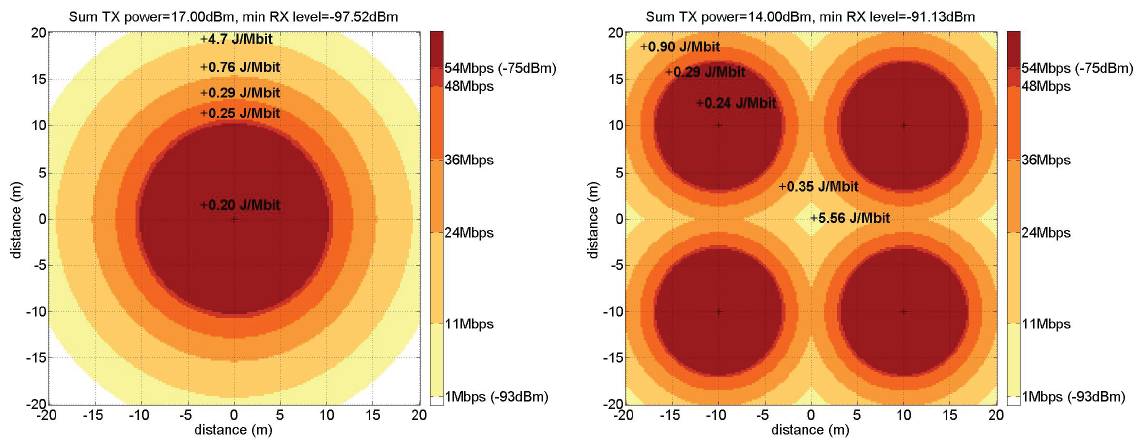 Sum TX power=17.00dBm, min RX level=-97.52dBm
20
15
10
5
0
-5
-10
-15
-20
distance (m)
-20 -15 -10 -5 0 5 10 15 20
distance (m)
+4.7 J/Mbit
+0.76 J/Mbit
+0.29 J/Mbit
+0.25 J/Mbit
+0.20 J/Mbit
54Mbps (-75dBm)
48Mbps
36Mbps
24Mbps
11Mbps
1Mbps (-93dBm)
Sum TX power=14.00dBm, min RX level=-91.13dBm
20
15
10
5
0
-5
-10
-15
-20
distance (m)
-20 -15 -10 -5 0 5 10 15 20
distance (m)
+0.90 J/Mbit
+0.29 J/Mbit
+0.24 J/Mbit
+0.35 J/Mbit
+5.56 J/Mbit
54Mbps (-75dBm)
48Mbps
36Mbps
24Mbps
11Mbps
1Mbps (-93dBm)